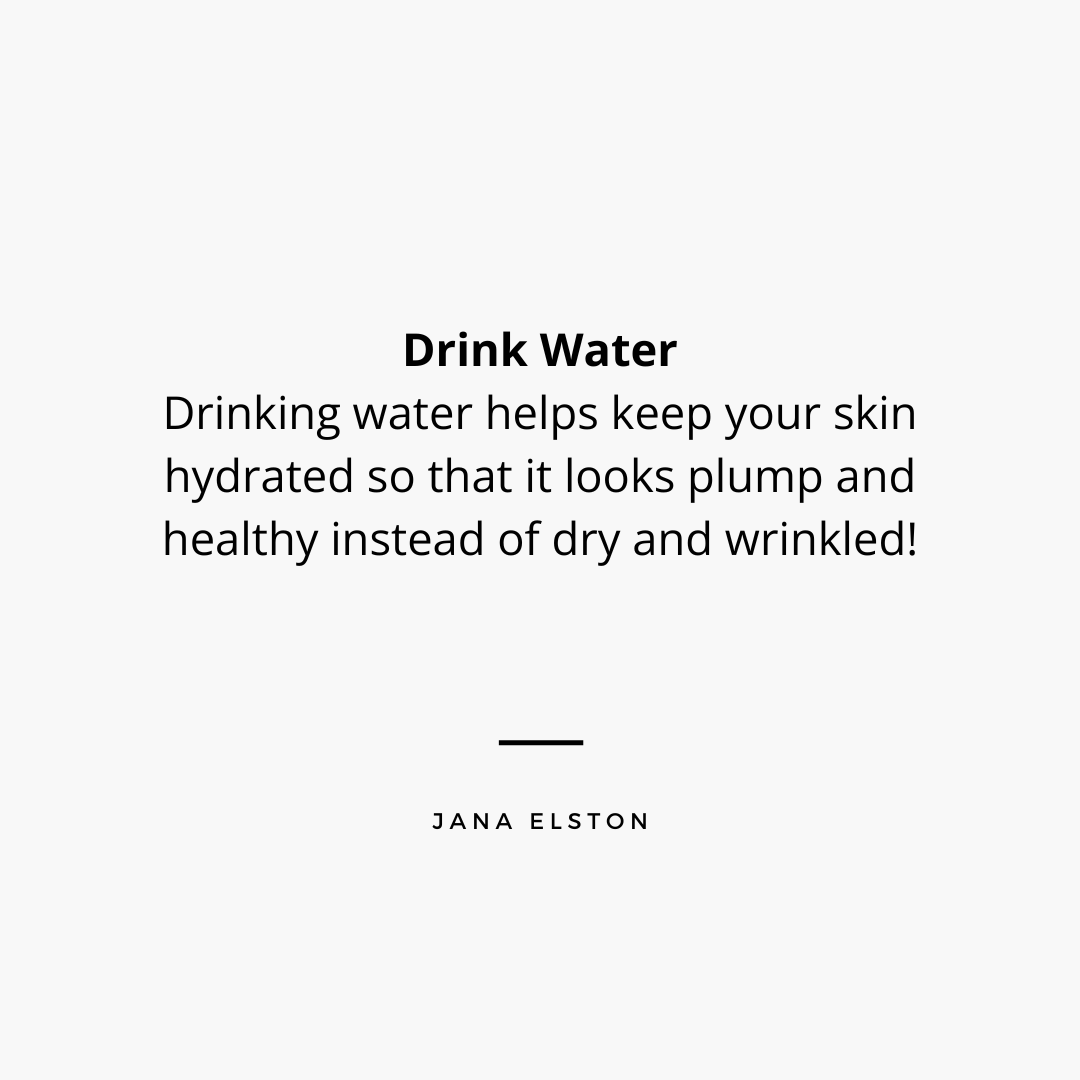 Drink Water
Drinking water helps keep your skin
hydrated so that it looks plump and
healthy instead of dry and wrinkled!
JANA ELSTON